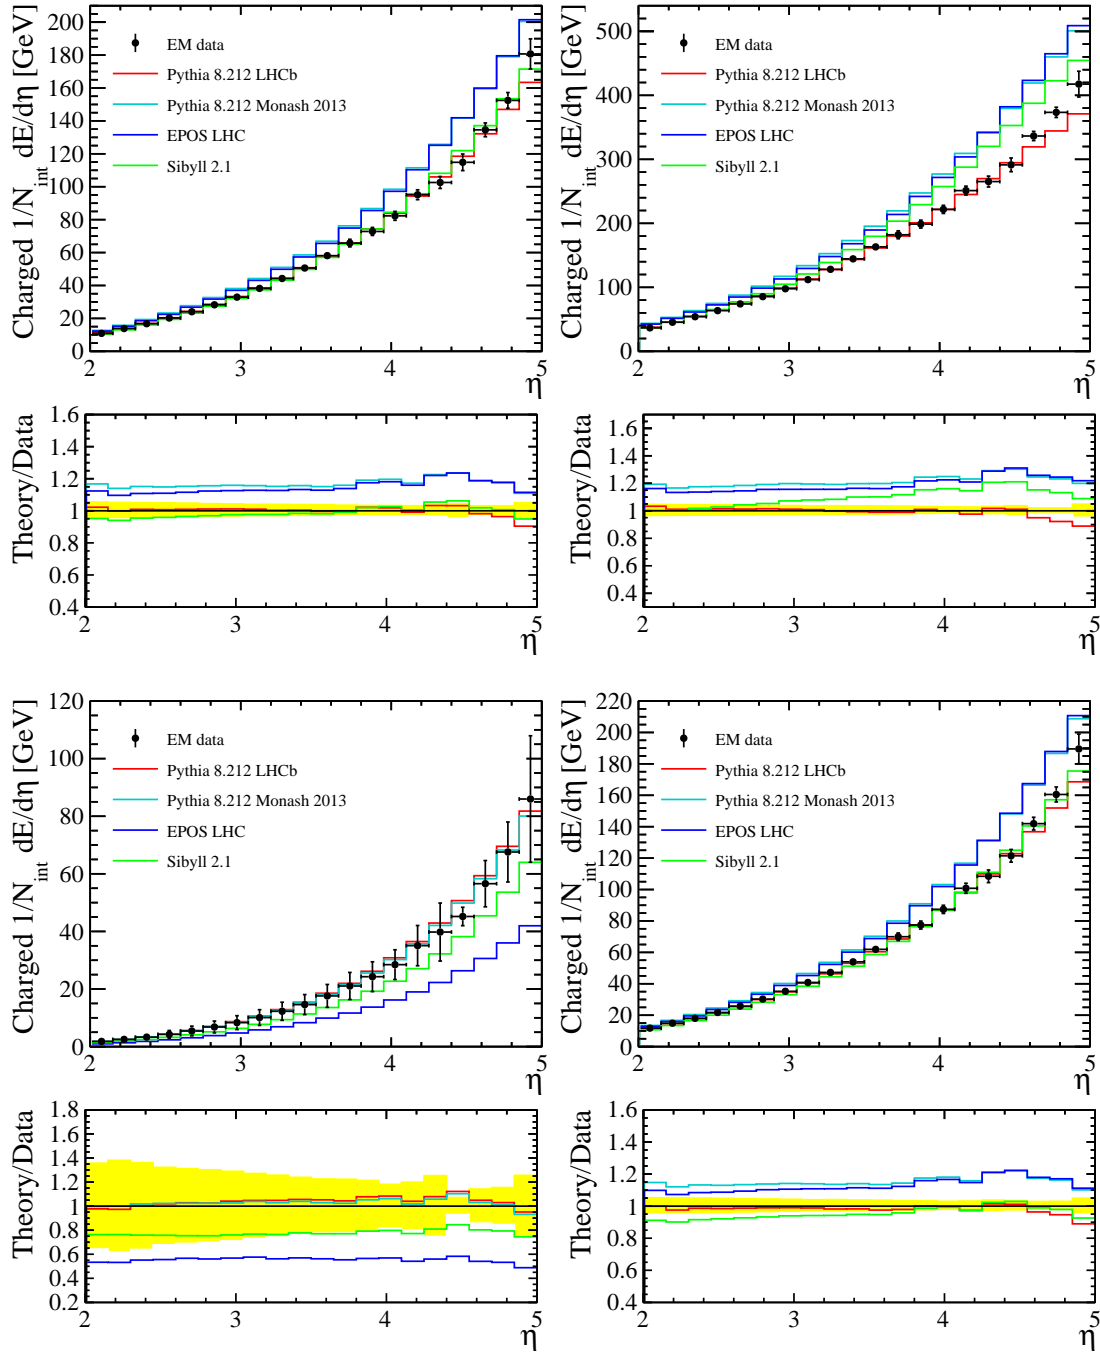 Charged 1/N_int dE/dη [GeV]
200
180
160
140
120
100
80
60
40
20
0
EM data
Pythia 8.212 LHCb
Pythia 8.212 Monash 2013
EPOS LHC
Sibyll 2.1
2 3 4 5
η
Charged 1/N_int dE/dη [GeV]
500
400
300
200
100
0
EM data
Pythia 8.212 LHCb
Pythia 8.212 Monash 2013
EPOS LHC
Sibyll 2.1
2 3 4 5
η
Theory/Data
1.6
1.4
1.2
1
0.8
0.6
0.4
2 3 4 5
η
Theory/Data
1.6
1.4
1.2
1
0.8
0.6
0.4
2 3 4 5
η
Charged 1/N_int dE/dη [GeV]
120
100
80
60
40
20
0
EM data
Pythia 8.212 LHCb
Pythia 8.212 Monash 2013
EPOS LHC
Sibyll 2.1
2 3 4 5
η
Charged 1/N_int dE/dη [GeV]
220
200
180
160
140
120
100
80
60
40
20
0
EM data
Pythia 8.212 LHCb
Pythia 8.212 Monash 2013
EPOS LHC
Sibyll 2.1
2 3 4 5
η
Theory/Data
1.8
1.6
1.4
1.2
1
0.8
0.6
0.4
0.2
2 3 4 5
η
Theory/Data
1.6
1.4
1.2
1
0.8
0.6
0.4
2 3 4 5
η